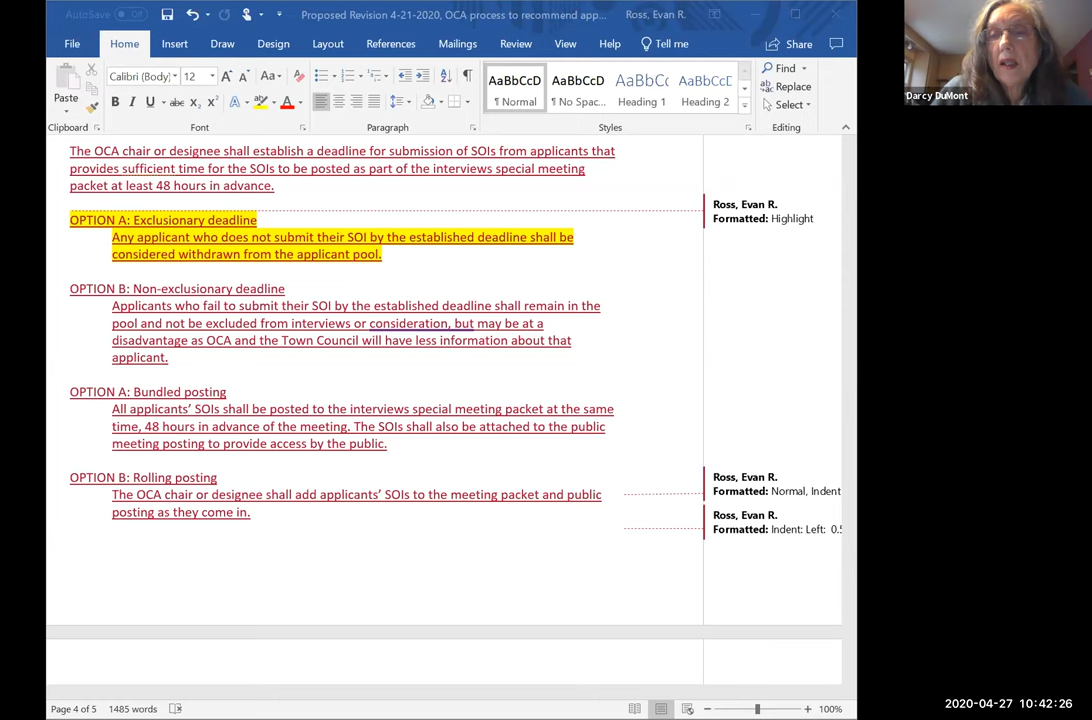 AutoSave Off Proposed Revision 4-21-2020, OCA process to recommend app... Ross, Evan R.
File Home Insert Draw Design Layout References Mailings Review View Help Tell me Share
Paste
Clipboard
Calibri (Body) 12
Font
Paragraph
AaBbCcD AaBbCcD AaBbCc AaBbCcD
¶ Normal ¶ No Spac... Heading 1 Heading 2
Styles
Find
Replace
Select
Editing
The OCA chair or designee shall establish a deadline for submission of SOIs from applicants that
provides sufficient time for the SOIs to be posted as part of the interviews special meeting
packet at least 48 hours in advance.
OPTION A: Exclusionary deadline
Any applicant who does not submit their SOI by the established deadline shall be
considered withdrawn from the applicant pool.
OPTION B: Non-exclusionary deadline
Applicants who fail to submit their SOI by the established deadline shall remain in the
pool and not be excluded from interviews or consideration, but may be at a
disadvantage as OCA and the Town Council will have less information about that
applicant.
OPTION A: Bundled posting
All applicants’ SOIs shall be posted to the interviews special meeting packet at the same
time, 48 hours in advance of the meeting. The SOIs shall also be attached to the public
meeting posting to provide access by the public.
OPTION B: Rolling posting
The OCA chair or designee shall add applicants’ SOIs to the meeting packet and public
posting as they come in.
Ross, Evan R.
Formatted: Highlight
Ross, Evan R.
Formatted: Normal, Indent
Ross, Evan R.
Formatted: Indent: Left: 0.5
Page 4 of 5 1485 words 100%
Darcy DuMont
2020-04-27 10:42:26